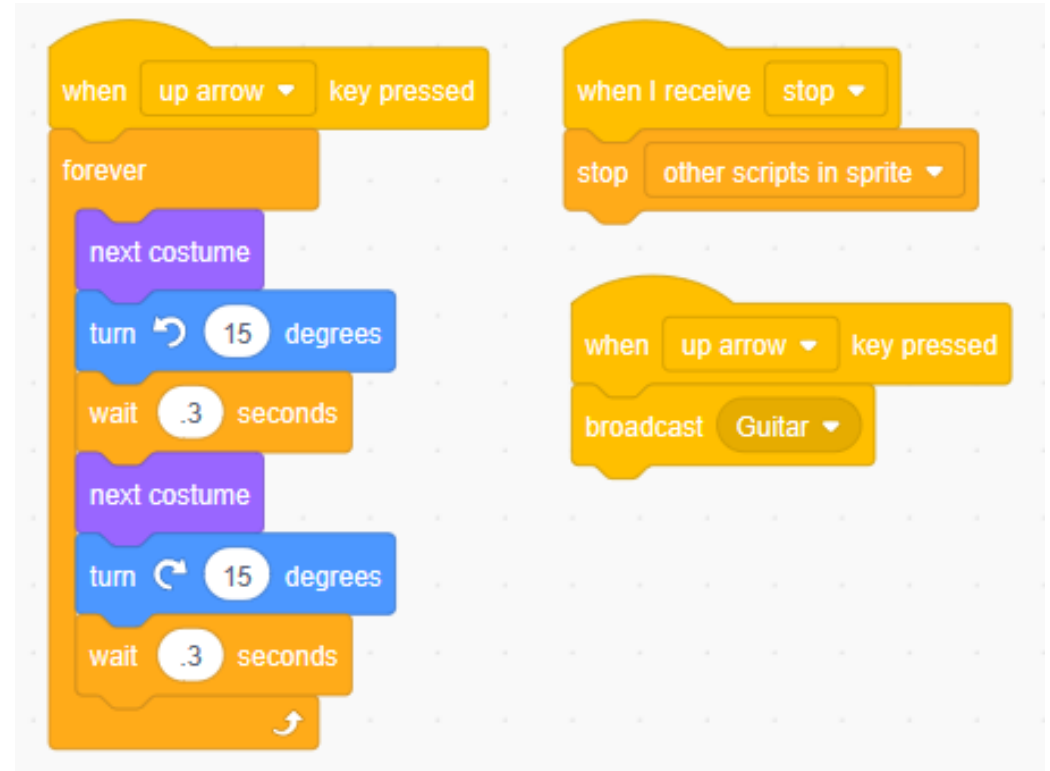 when up arrow key pressed
forever
next costume
turn 15 degrees
wait .3 seconds
next costume
turn 15 degrees
wait .3 seconds
when I receive stop
stop other scripts in sprite
when up arrow key pressed
broadcast Guitar